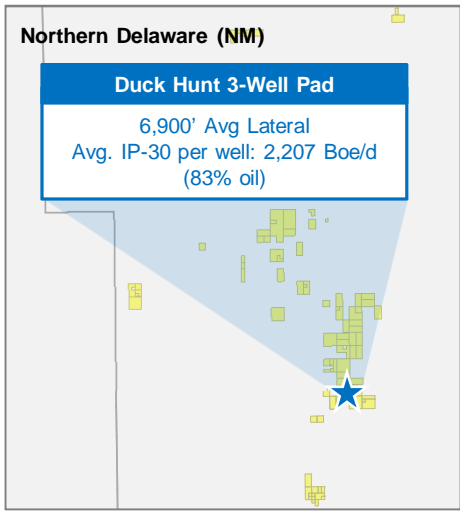 Northern Delaware (NM)
Duck Hunt 3-Well Pad
6,900’ Avg Lateral
Avg. IP-30 per well: 2,207 Boe/d
(83% oil)